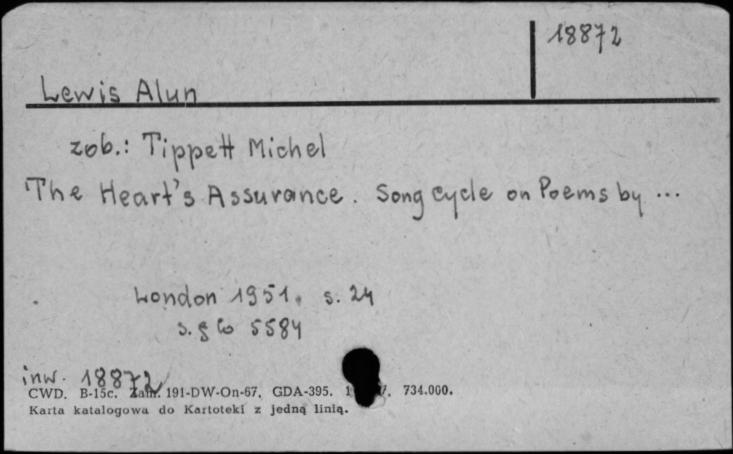 18872
Lewis Alun
zob.: Tippett Michel
The Heart's Assurance. Song cycle on Poems by ...
London 1951. s. 24
5584
inw. 18872
CWD. B-15c. Zam. 191-DW-On-67, GDA-395. 734.000.
Karta katalogowa do Kartoteki z jedną linią.